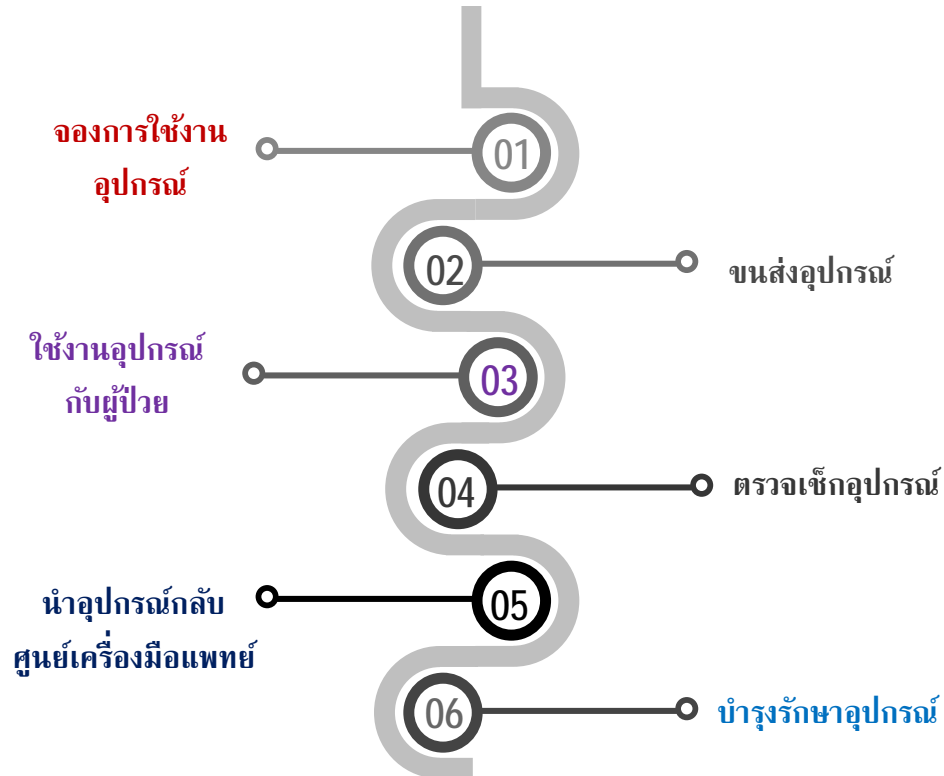 01
จองการใช้งาน
อุปกรณ์
02
ขนส่งอุปกรณ์
03
ใช้งานอุปกรณ์
กับผู้ป่วย
04
ตรวจเช็กอุปกรณ์
05
นำอุปกรณ์กลับ
ศูนย์เครื่องมือแพทย์
06
บำรุงรักษาอุปกรณ์